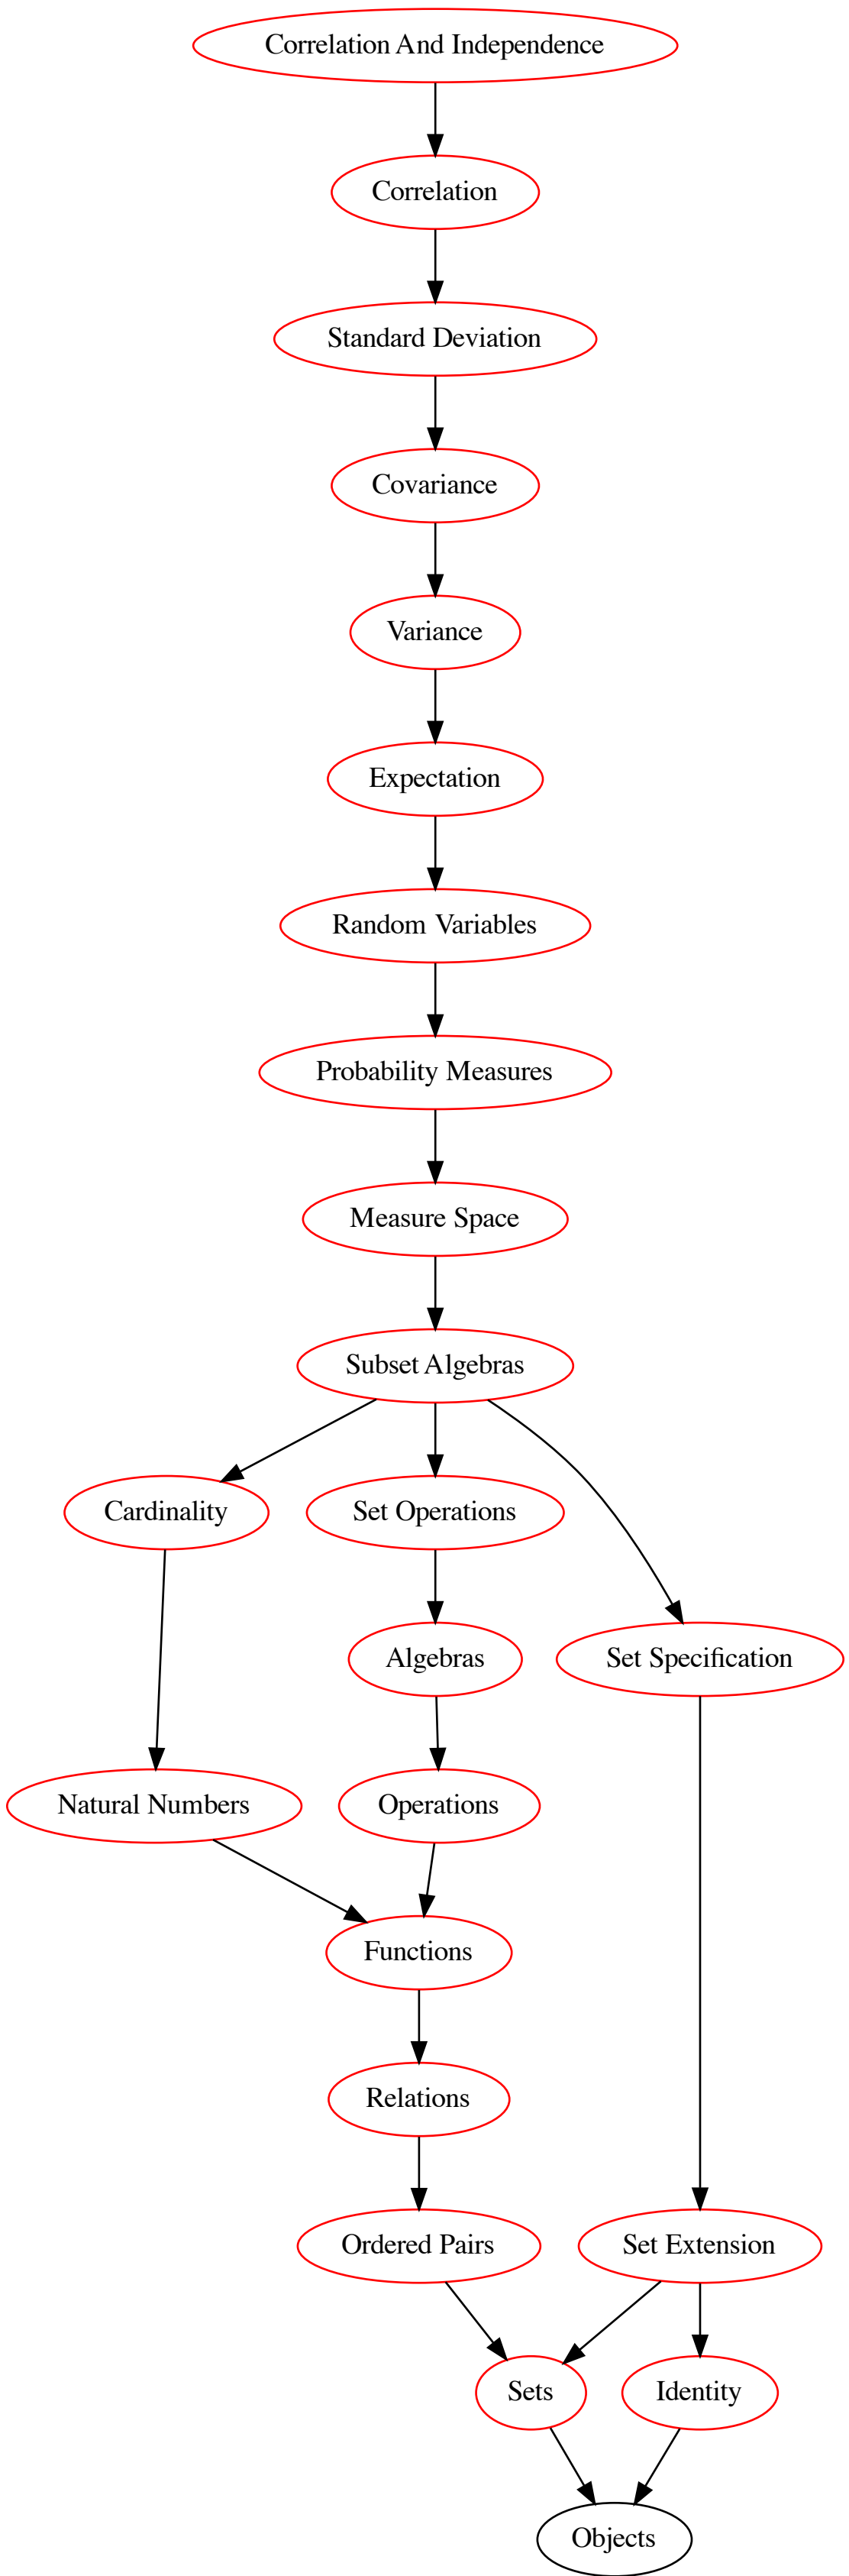 Correlation And Independence
Correlation
Standard Deviation
Covariance
Variance
Expectation
Random Variables
Probability Measures
Measure Space
Subset Algebras
Cardinality
Set Operations
Algebras
Set Specification
Natural Numbers
Operations
Functions
Relations
Ordered Pairs
Set Extension
Sets
Identity
Objects